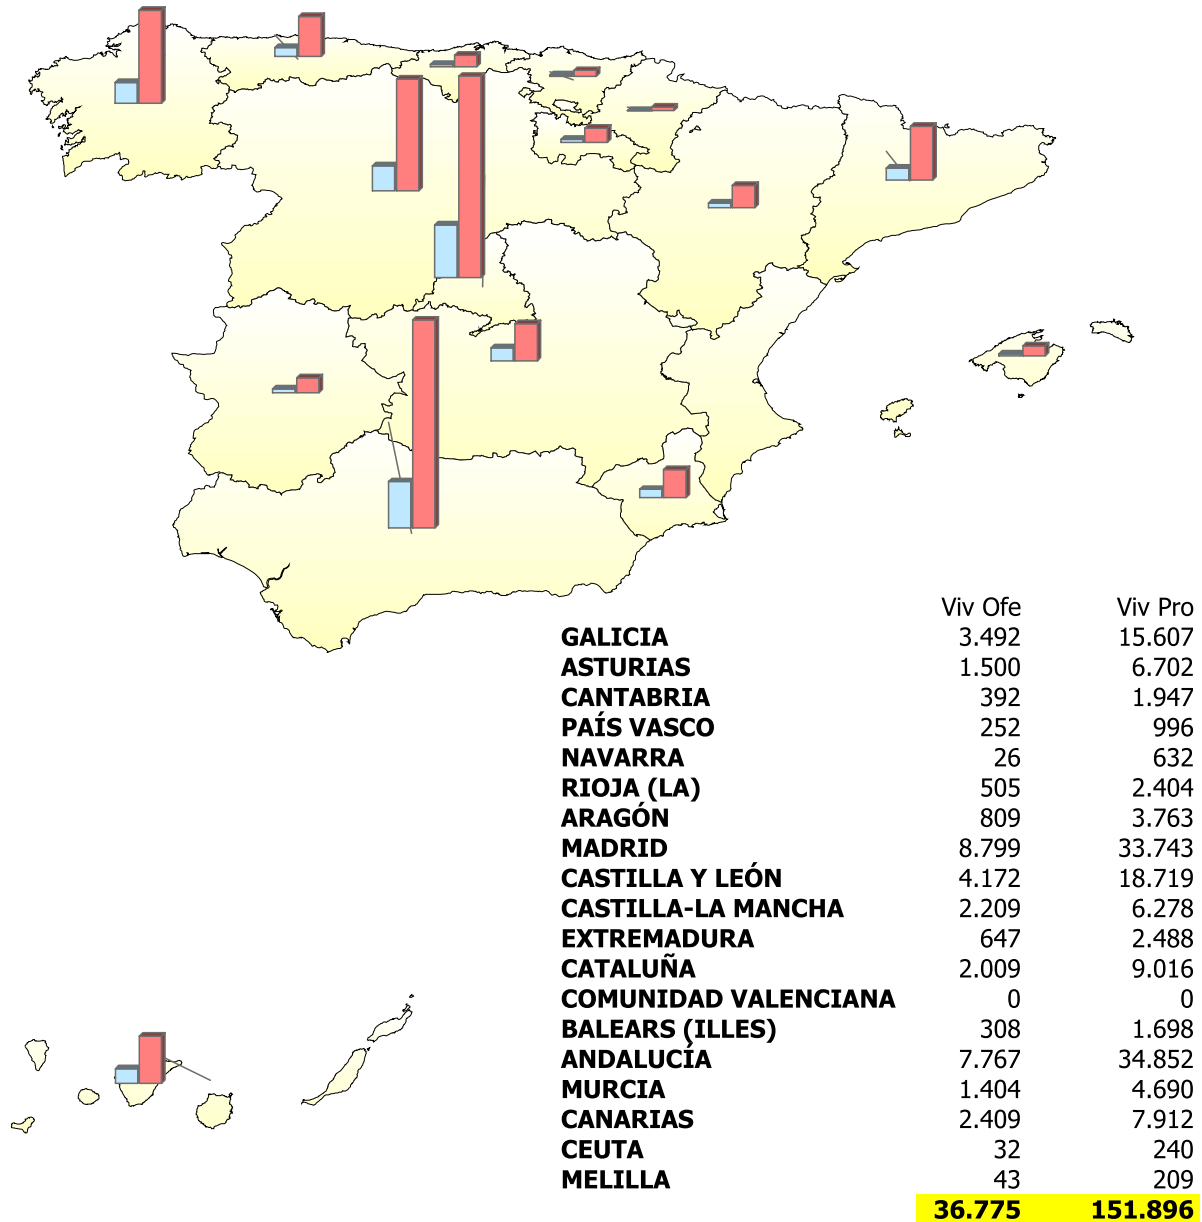 Viv Ofe Viv Pro
GALICIA 3.492 15.607
ASTURIAS 1.500 6.702
CANTABRIA 392 1.947
PAÍS VASCO 252 996
NAVARRA 26 632
RIOJA (LA) 505 2.404
ARAGÓN 809 3.763
MADRID 8.799 33.743
CASTILLA Y LEÓN 4.172 18.719
CASTILLA-LA MANCHA 2.209 6.278
EXTREMADURA 647 2.488
CATALUÑA 2.009 9.016
COMUNIDAD VALENCIANA 0 0
BALEARS (ILLES) 308 1.698
ANDALUCÍA 7.767 34.852
MURCIA 1.404 4.690
CANARIAS 2.409 7.912
CEUTA 32 240
MELILLA 43 209
36.775 151.896